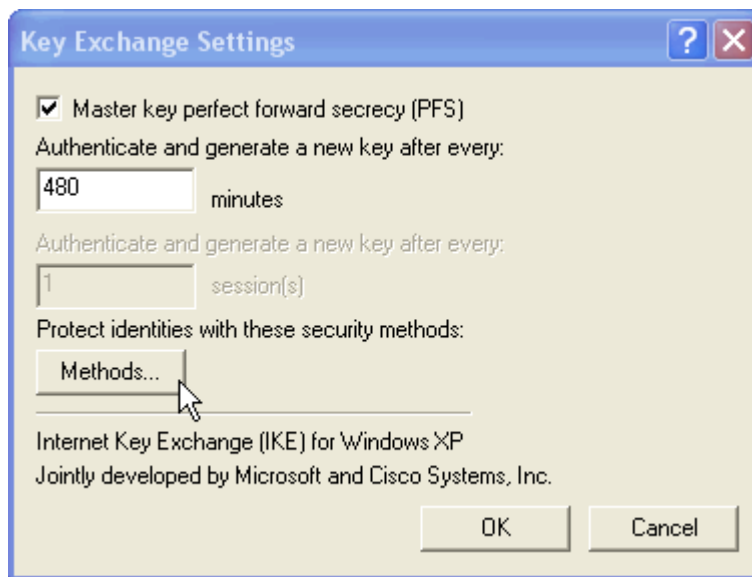 Key Exchange Settings
Master key perfect forward secrecy (PFS)
Authenticate and generate a new key after every:
480 minutes
Authenticate and generate a new key after every:
1 session(s)
Protect identities with these security methods:
Methods...
Internet Key Exchange (IKE) for Windows XP
Jointly developed by Microsoft and Cisco Systems, Inc.
OK Cancel